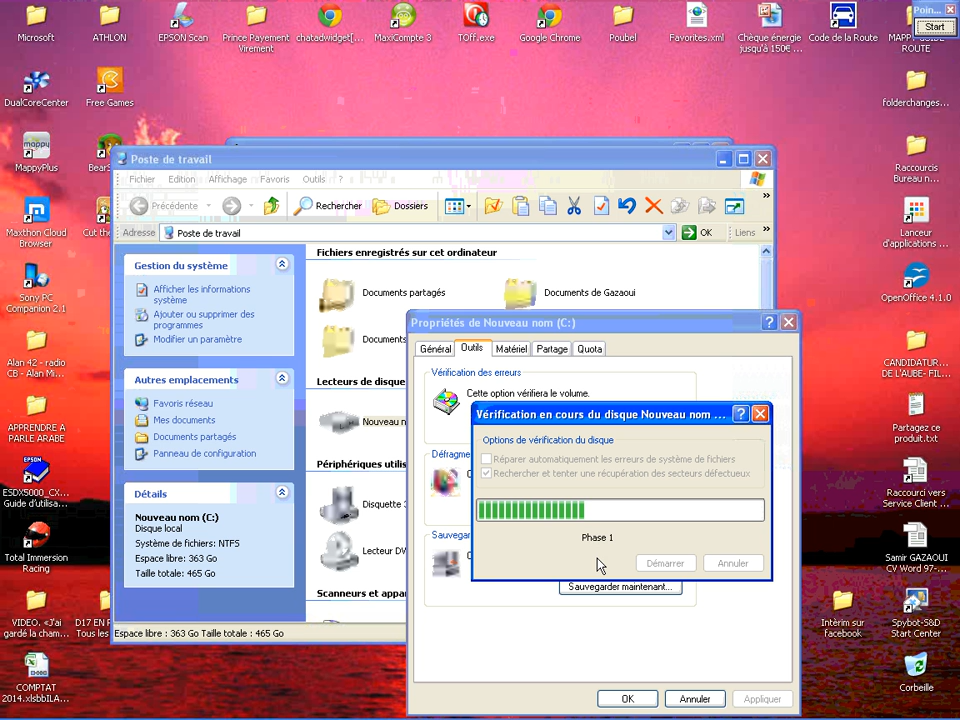 Microsoft
ATHLON
EPSON Scan
Prince Payement
Virement
chatadwidget[...
MaxiCompte 3
TOff.exe
Google Chrome
Poubel
Favorites.xml
Chèque énergie
jusqu'à 150€ ...
Code de la Route
MAPPY GUIDE
ROUTE
Poin...
Start
DualCoreCenter
Free Games
folderchanges...
MappyPlus
Raccourcis
Bureau n...
Maxthon Cloud
Browser
Cut the
Lanceur
d'applications ...
Sony PC
Companion 2.1
OpenOffice 4.1.0
Alan 42 - radio
CB - Alan Mi...
CANDIDATUR...
DE L'AUBE- FIL...
APPRENDRE A
PARLE ARABE
Partagez ce
produit.txt
ESDX5000_CX...
Guide d'utilisa...
Raccourci vers
Service Client ...
Total Immersion
Racing
Samir GAZAOUI
CV Word 97-...
VIDEO. «J'ai
gardé la cham...
D17 EN
Tous les
Intèrim sur
facebook
Spybot-S&D
Start Center
COMPTAT
2014.xlsbbILA...
Corbeille
Poste de travail
Fichier Edition Affichage Favoris Outils ?
Précédente Rechercher Dossiers
Adresse Poste de travail OK Liens
Gestion du système
Afficher les informations
système
Ajouter ou supprimer des
programmes
Modifier un paramètre
Autres emplacements
Favoris réseau
Mes documents
Documents partagés
Panneau de configuration
Détails
Nouveau nom (C:)
Disque local
Système de fichiers: NTFS
Espace libre: 363 Go
Taille totale: 465 Go
Fichiers enregistrés sur cet ordinateur
Documents partagés
Documents de Gazaoui
Lecteurs de disque
Nouveau n
Périphériques utilis
Disquette 3
Lecteur DV
Scanners et appar
Espace libre : 363 Go Taille totale : 465 Go
Propriétés de Nouveau nom (C:)
Général Outils Matériel Partage Quota
Vérification des erreurs
Cette option vérifiera le volume.
Défragme
Sauvegar
Sauvegarder maintenant...
OK Annuler Appliquer
Vérification en cours du disque Nouveau nom ...
Options de vérification du disque
Réparer automatiquement les erreurs de système de fichiers
Rechercher et tenter une récupération des secteurs défectueux
Phase 1
Démarrer Annuler